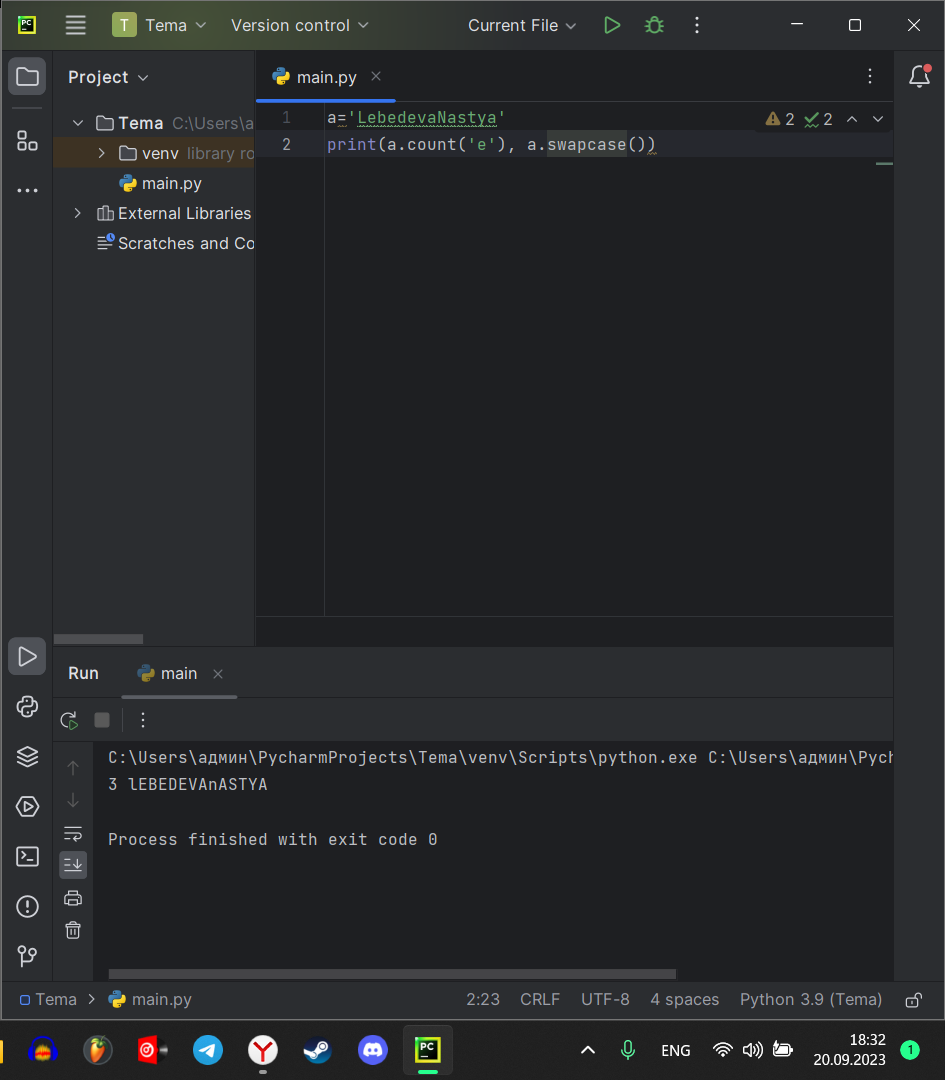 PC T Tema Version control Current File
Project
main.py
Tema C:\Users\a
venv library ro
main.py
External Libraries
Scratches and Co
1 a='LebedevaNastya' 2 2
2 print(a.count('e'), a.swapcase())
Run main
C:\Users\админ\PycharmProjects\Tema\venv\Scripts\python.exe C:\Users\админ\Pych
3 lEBEDEVAnASTYA
Process finished with exit code 0
Tema main.py 2:23 CRLF UTF-8 4 spaces Python 3.9 (Tema)
PC ENG 18:32
20.09.2023 1